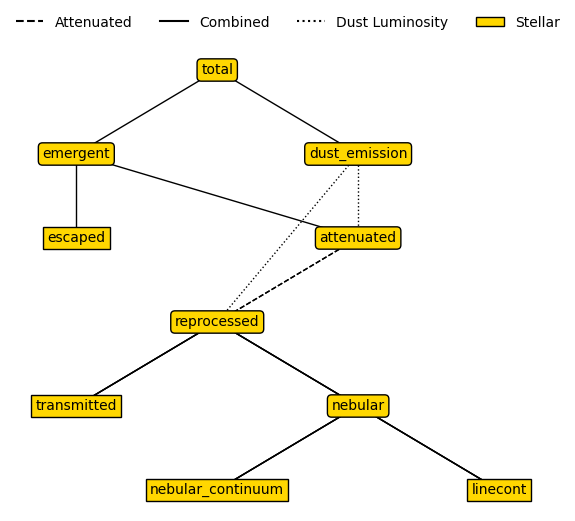 Attenuated Combined Dust Luminosity Stellar
total
emergent dust_emission
escaped attenuated
reprocessed
transmitted nebular
nebular_continuum linecont